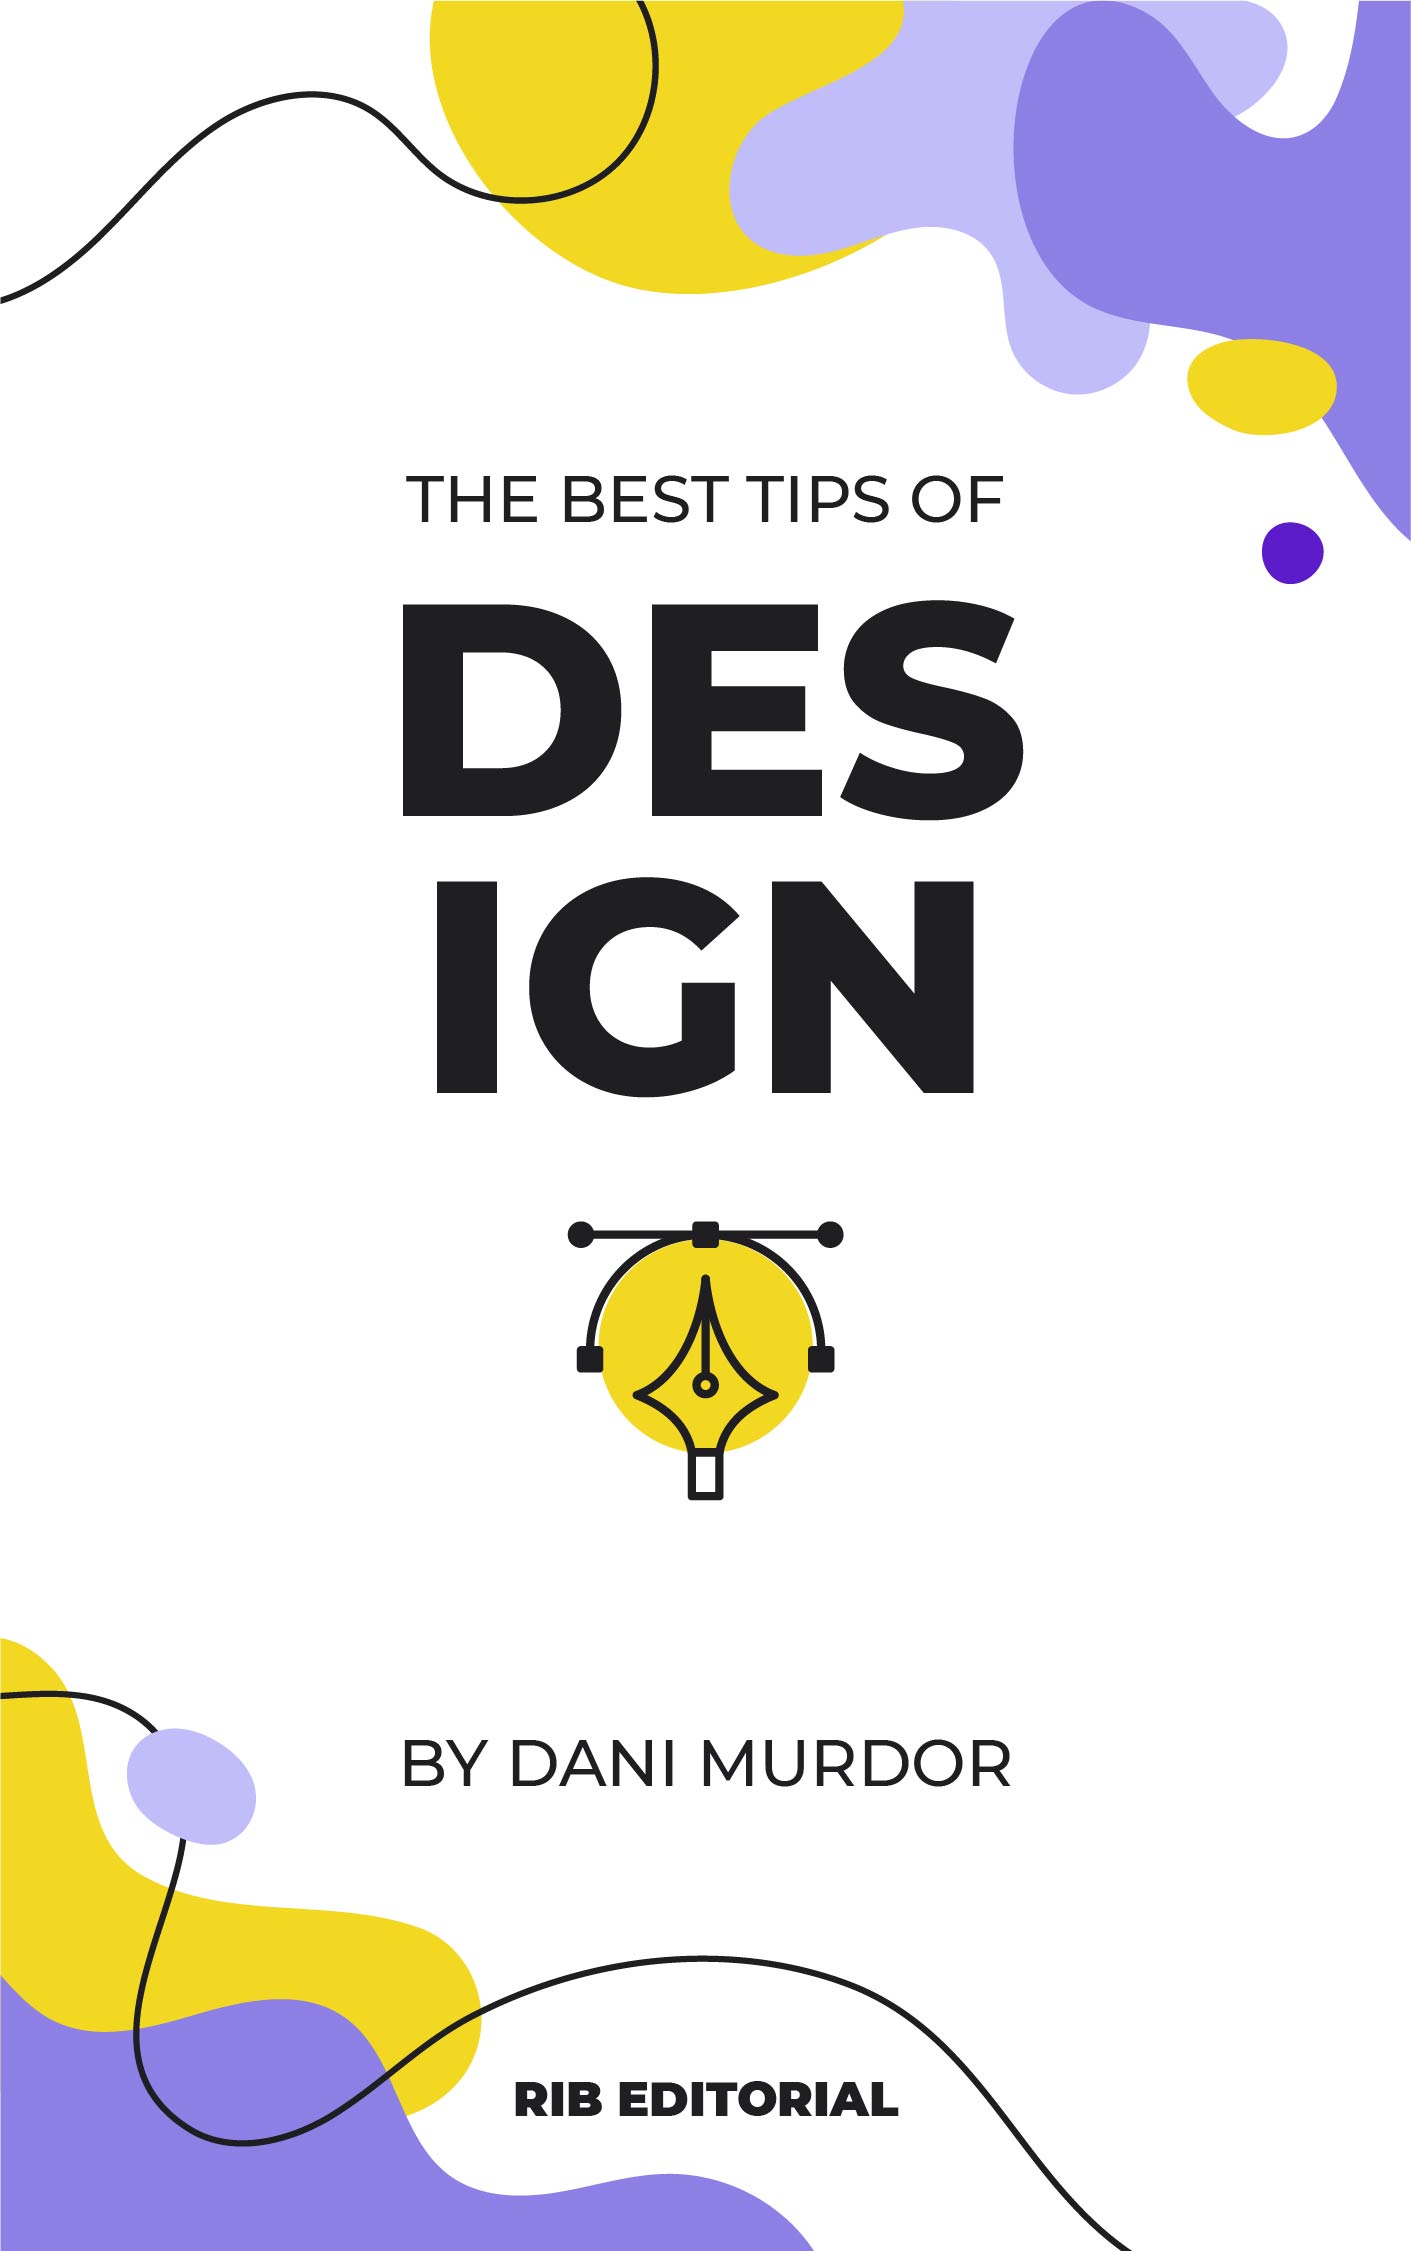 THE BEST TIPS OF
DES
IGN
BY DANI MURDOR
RIB EDITORIAL